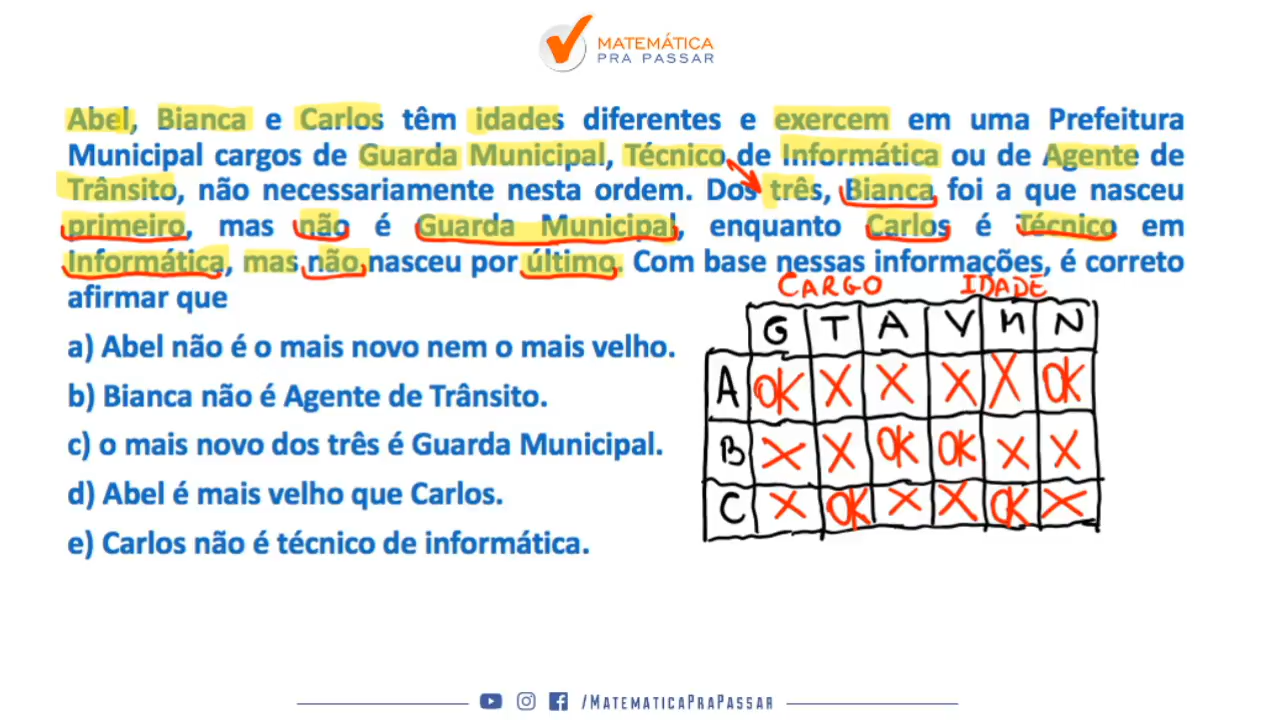 MATEMÁTICA
PRA PASSAR
Abel, Bianca e Carlos têm idades diferentes e exercem em uma Prefeitura
Municipal cargos de Guarda Municipal, Técnico de Informática ou de Agente de
Trânsito, não necessariamente nesta ordem. Dos três, Bianca foi a que nasceu
primeiro, mas não é Guarda Municipal, enquanto Carlos é Técnico em
Informática, mas não nasceu por último. Com base nessas informações, é correto
afirmar que
a) Abel não é o mais novo nem o mais velho.
b) Bianca não é Agente de Trânsito.
c) o mais novo dos três é Guarda Municipal.
d) Abel é mais velho que Carlos.
e) Carlos não é técnico de informática.
CARGO IDADE
G T A V M N
A OK X X X X OK
B X X OK OK X X
C X OK X X OK X
/MATEMATICAPRAPASSAR